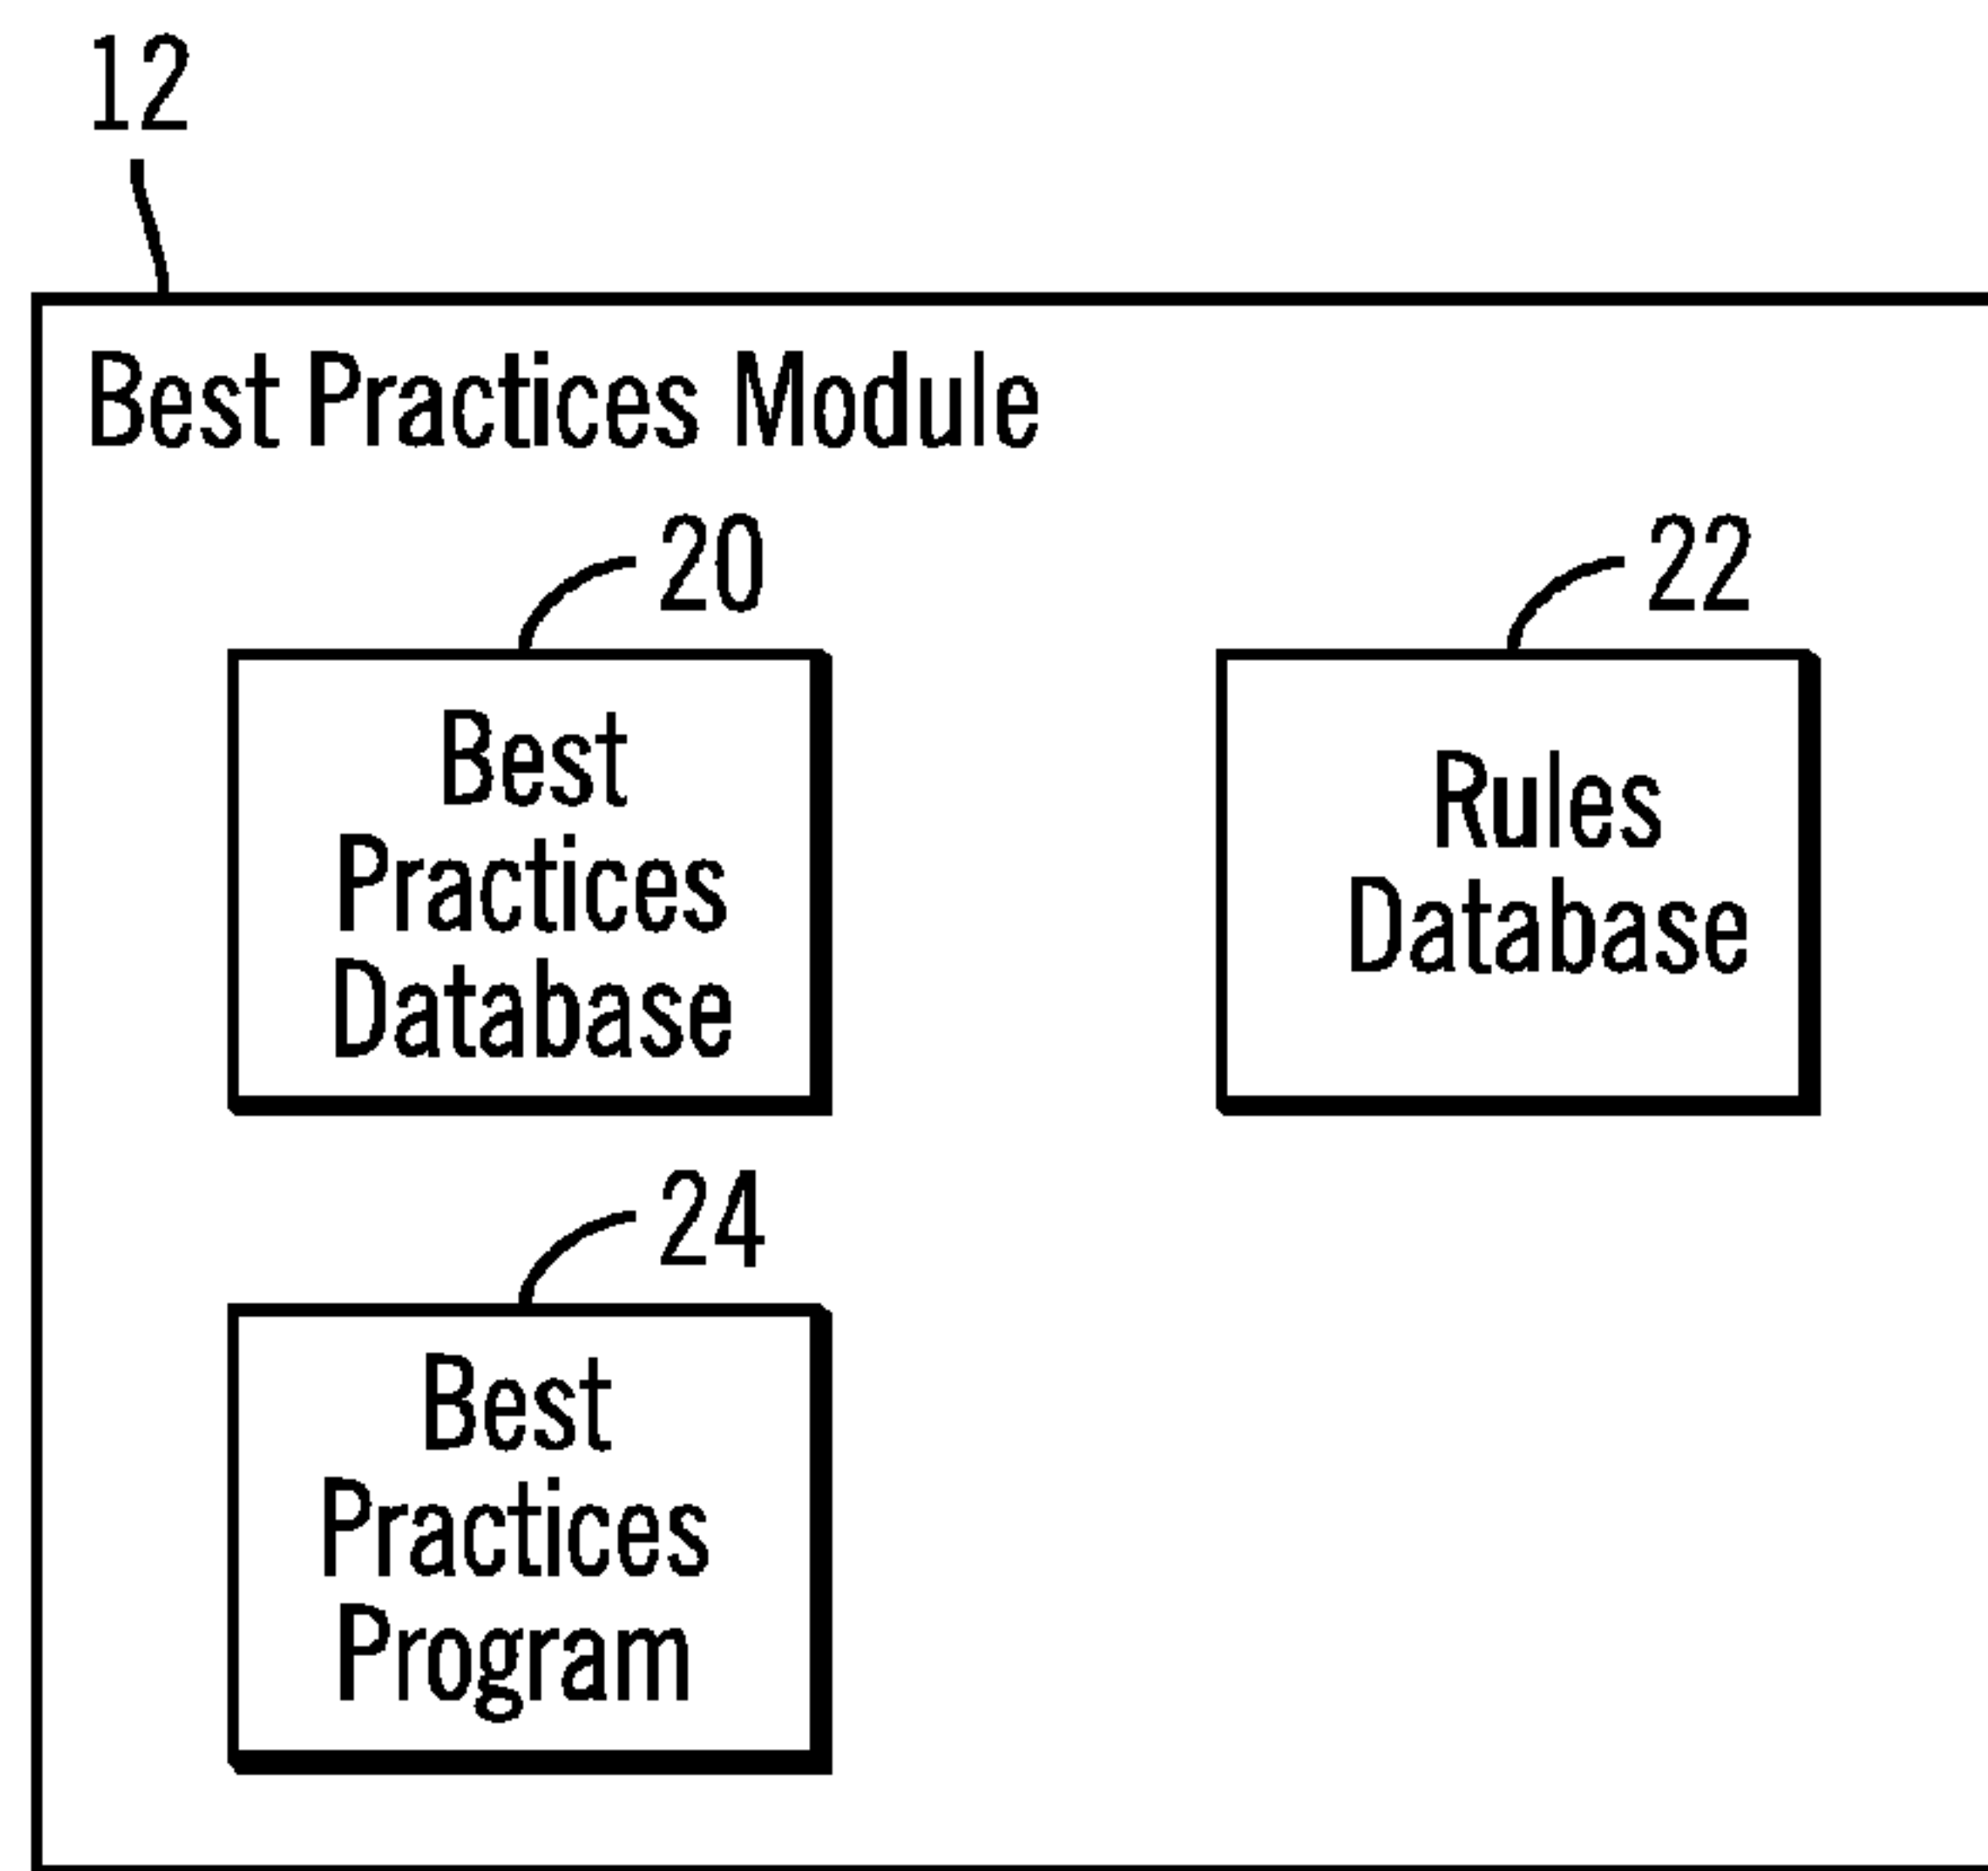 12
Best Practices Module
20
22
Best
Practices
Database
Rules
Database
24
Best
Practices
Program